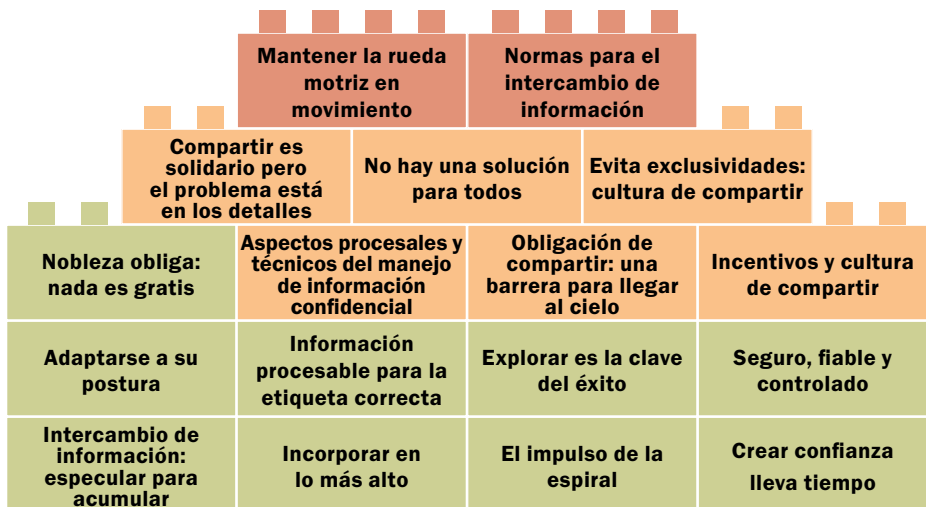 Mantener la rueda
motriz en
movimiento
Normas para el
intercambio de
información
Compartir es
solidario pero
el problema está
en los detalles
No hay una solución
para todos
Evita exclusividades:
cultura de compartir
Nobleza obliga:
nada es gratis
Aspectos procesales y
técnicos del manejo
de información
confidencial
Obligación de
compartir: una
barrera para llegar
al cielo
Incentivos y cultura
de compartir
Adaptarse a su
postura
Información
procesable para la
etiqueta correcta
Explorar es la clave
del éxito
Seguro, fiable y
controlado
Intercambio de
información:
especular para
acumular
Incorporar en
lo más alto
El impulso de la
espiral
Crear confianza
lleva tiempo